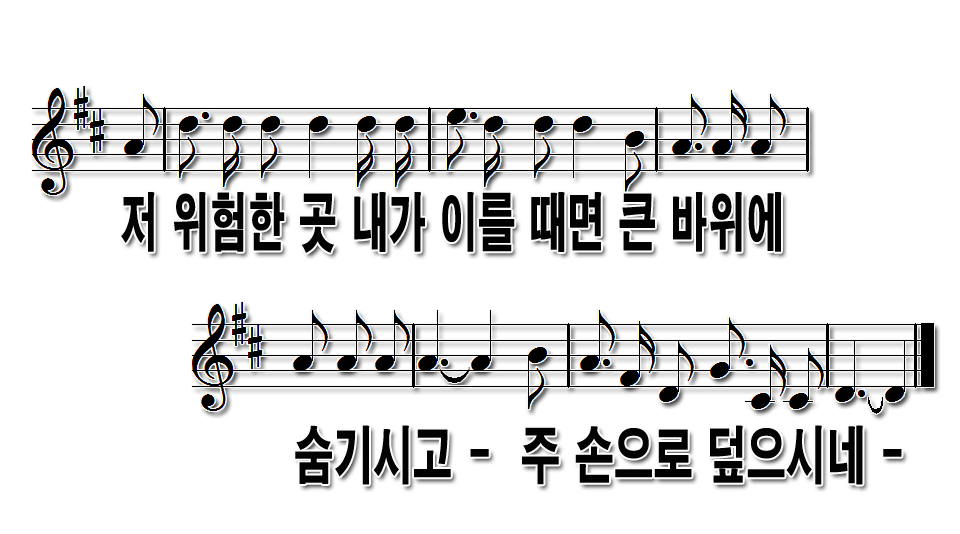 저 위험한 곳 내가 이를 때면 큰 바위에
숨기시고 - 주 손으로 덮으시네 -